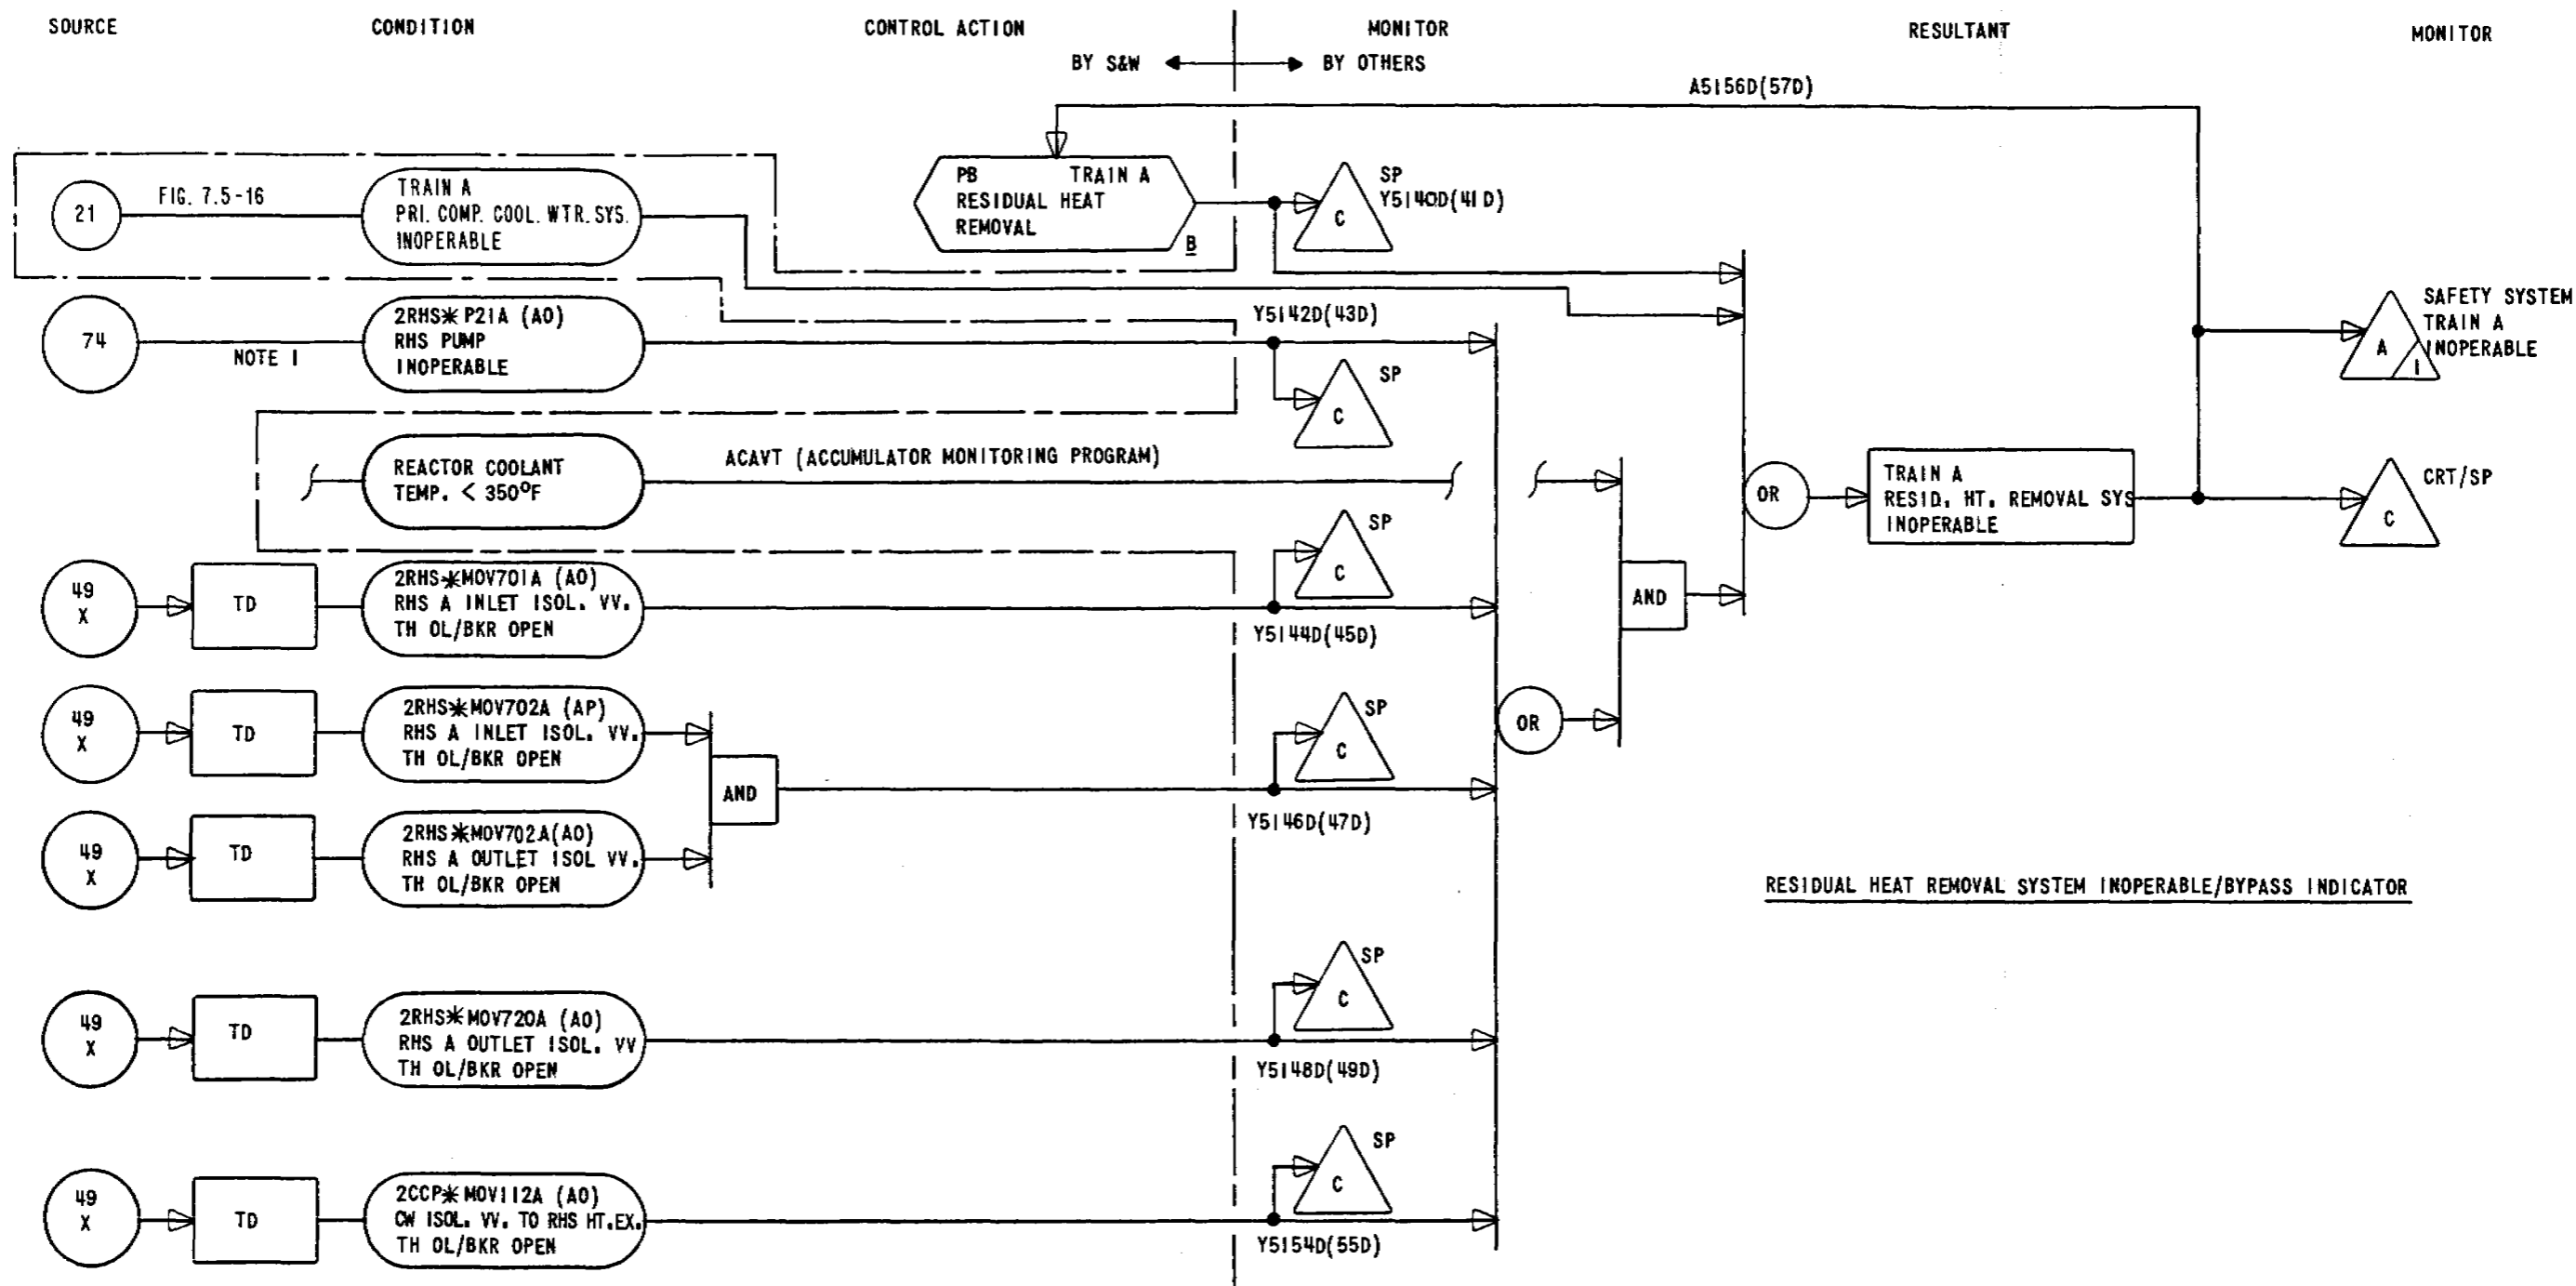 SOURCE CONDITION CONTROL ACTION MONITOR RESULTANT MONITOR
BY S&W BY OTHERS
A5156D(57D)
21
FIG. 7.5-16
TRAIN A
PRI. COMP. COOL. WTR. SYS.
INOPERABLE
PB TRAIN A
RESIDUAL HEAT
REMOVAL
B
C
SP
Y5140D(41D)
74
NOTE 1
2RHS*P21A (AO)
RHS PUMP
INOPERABLE
Y5142D(43D)
C
SP
A
1
SAFETY SYSTEM
TRAIN A
INOPERABLE
REACTOR COOLANT
TEMP. < 350°F
ACAVT (ACCUMULATOR MONITORING PROGRAM)
OR
TRAIN A
RESID. HT. REMOVAL SYS
INOPERABLE
C
CRT/SP
49
X
TD
2RHS*MOV701A (AO)
RHS A INLET ISOL. VV.
TH OL/BKR OPEN
C
SP
Y5144D(45D)
AND
49
X
TD
2RHS*MOV702A (AP)
RHS A INLET ISOL. VV.
TH OL/BKR OPEN
AND
C
SP
Y5146D(47D)
OR
49
X
TD
2RHS*MOV702A(AO)
RHS A OUTLET ISOL VV.
TH OL/BKR OPEN
RESIDUAL HEAT REMOVAL SYSTEM INOPERABLE/BYPASS INDICATOR
49
X
TD
2RHS*MOV720A (AO)
RHS A OUTLET ISOL. VV
TH OL/BKR OPEN
C
SP
Y5148D(49D)
49
X
TD
2CCP*MOV112A (AO)
CW ISOL. VV. TO RHS HT.EX.
TH OL/BKR OPEN
C
SP
Y5154D(55D)